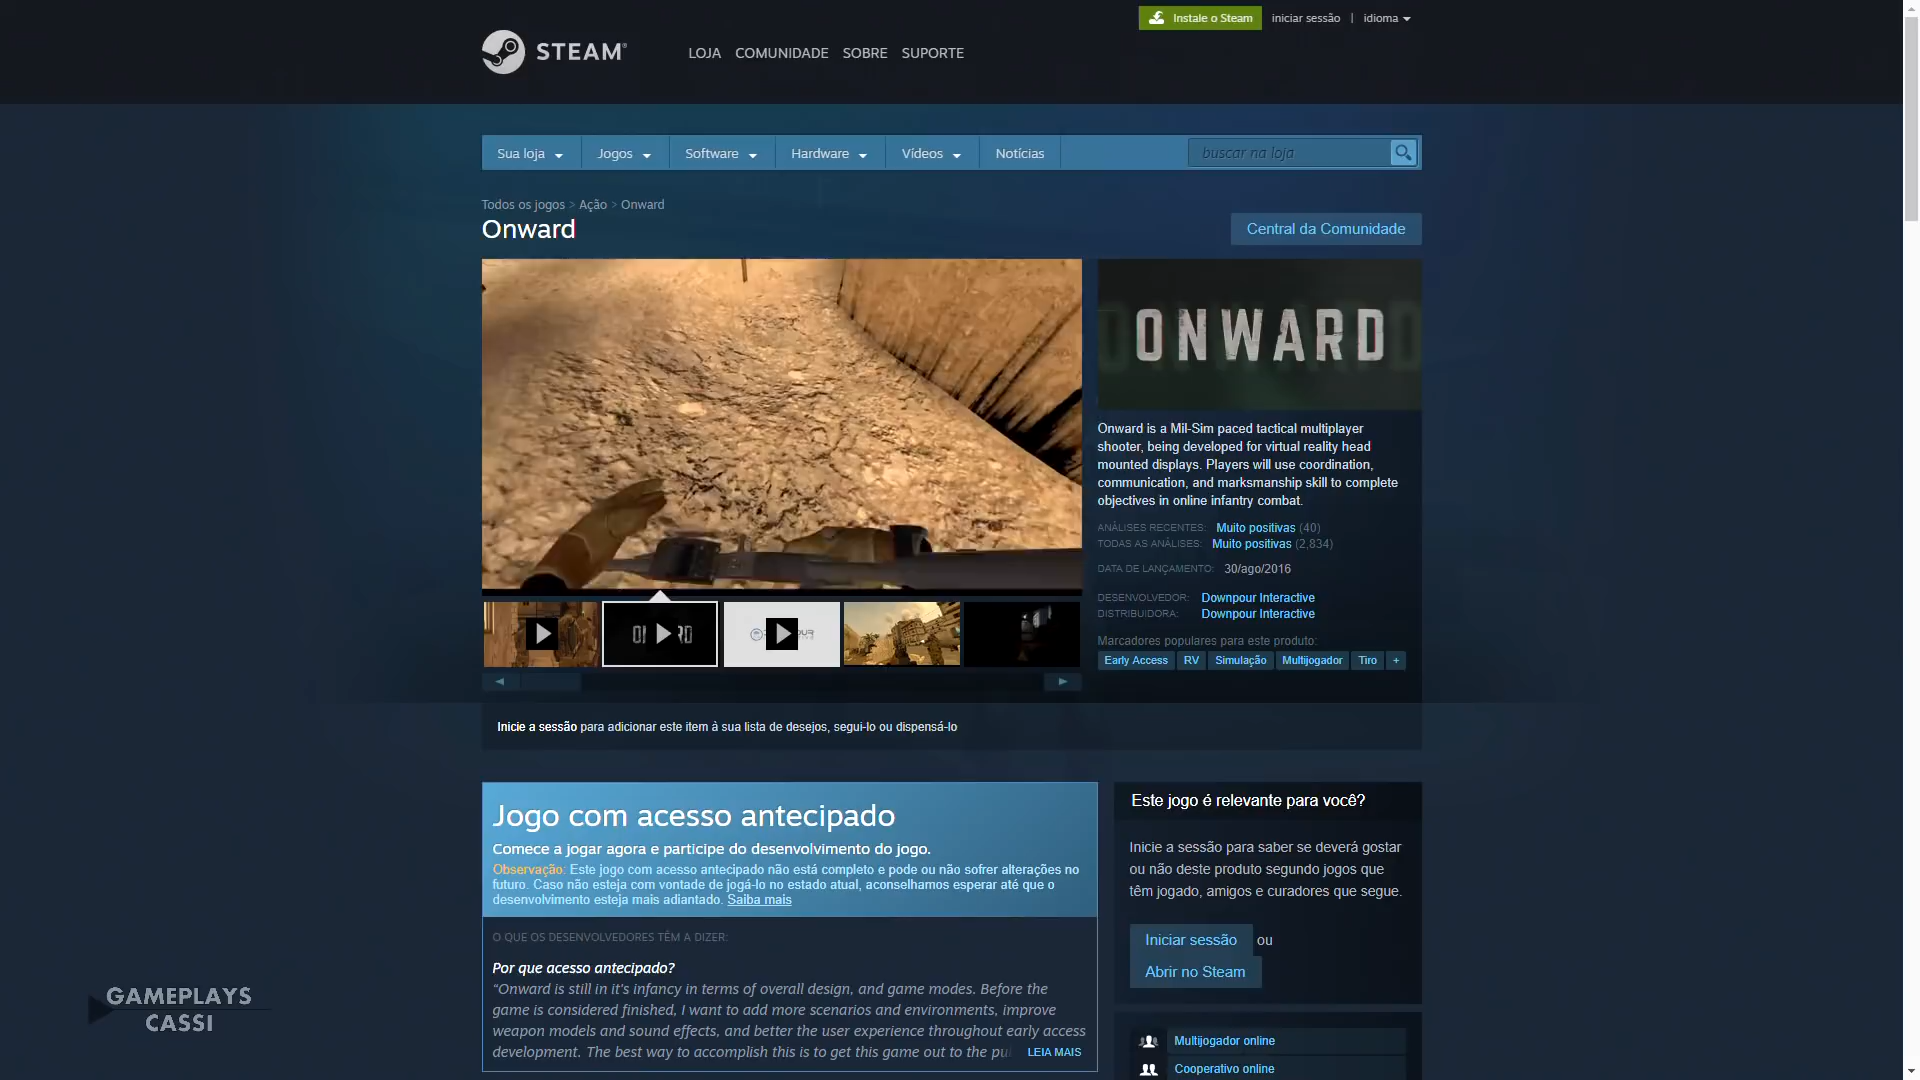 Instale o Steam
iniciar sessão | idioma
STEAM®
LOJA COMUNIDADE SOBRE SUPORTE
Sua loja Jogos Software Hardware Vídeos Notícias
buscar na loja
Todos os jogos > Ação > Onward
Onward
Central da Comunidade
ONWARD
Onward is a Mil-Sim paced tactical multiplayer
shooter, being developed for virtual reality head
mounted displays. Players will use coordination,
communication, and marksmanship skill to complete
objectives in online infantry combat.
ANÁLISES RECENTES: Muito positivas (40)
TODAS AS ANÁLISES: Muito positivas (2,834)
DATA DE LANÇAMENTO: 30/ago/2016
DESENVOLVEDOR: Downpour Interactive
DISTRIBUIDORA: Downpour Interactive
Marcadores populares para este produto:
Early Access RV Simulação Multijogador Tiro +
Inicie a sessão para adicionar este item à sua lista de desejos, segui-lo ou dispensá-lo
Jogo com acesso antecipado
Comece a jogar agora e participe do desenvolvimento do jogo.
Observação: Este jogo com acesso antecipado não está completo e pode ou não sofrer alterações no
futuro. Caso não esteja com vontade de jogá-lo no estado atual, aconselhamos esperar até que o
desenvolvimento esteja mais adiantado. Saiba mais
O QUE OS DESENVOLVEDORES TÊM A DIZER:
Por que acesso antecipado?
“Onward is still in it's infancy in terms of overall design, and game modes. Before the
game is considered finished, I want to add more scenarios and environments, improve
weapon models and sound effects, and better the user experience throughout early access
development. The best way to accomplish this is to get this game out to the pu
LEIA MAIS
Este jogo é relevante para você?
Inicie a sessão para saber se deverá gostar
ou não deste produto segundo jogos que
têm jogado, amigos e curadores que segue.
Iniciar sessão ou
Abrir no Steam
Multijogador online
Cooperativo online
GAMEPLAYS
CASSI